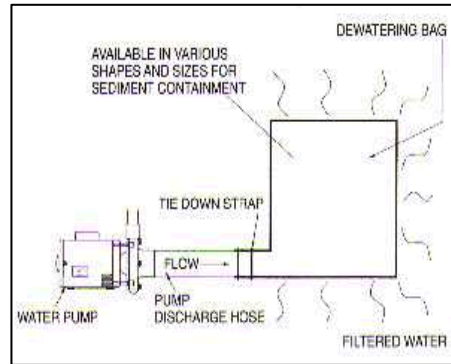 DEWATERING BAG
AVAILABLE IN VARIOUS
SHAPES AND SIZES FOR
SEDIMENT CONTAINMENT
TIE DOWN STRAP
FLOW
PUMP
DISCHARGE HOSE
WATER PUMP
FILTERED WATER